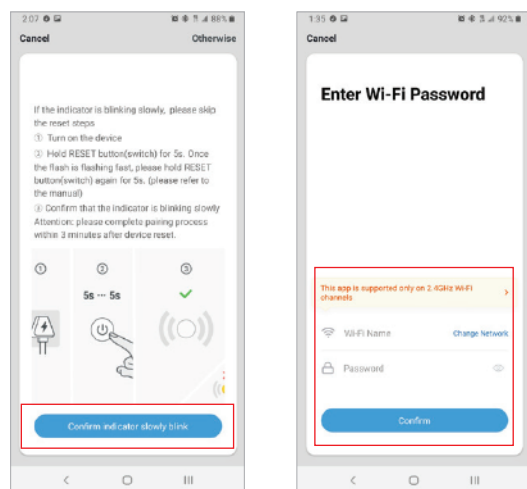 2:07 88%
Cancel Otherwise
If the indicator is blinking slowly, please skip
the reset steps
① Turn on the device
② Hold RESET button(switch) for 5s. Once
the flash is flashing fast, please hold RESET
button(switch) again for 5s. (please refer to
the manual)
③ Confirm that the indicator is blinking slowly
Attention: please complete pairing process
within 3 minutes after device reset.
① ② ③
5s --- 5s
Confirm indicator slowly blink
1:35 92%
Cancel
Enter Wi-Fi Password
This app is supported only on 2.4GHz Wi-Fi
channels
Wi-Fi Name Change Network
Password
Confirm